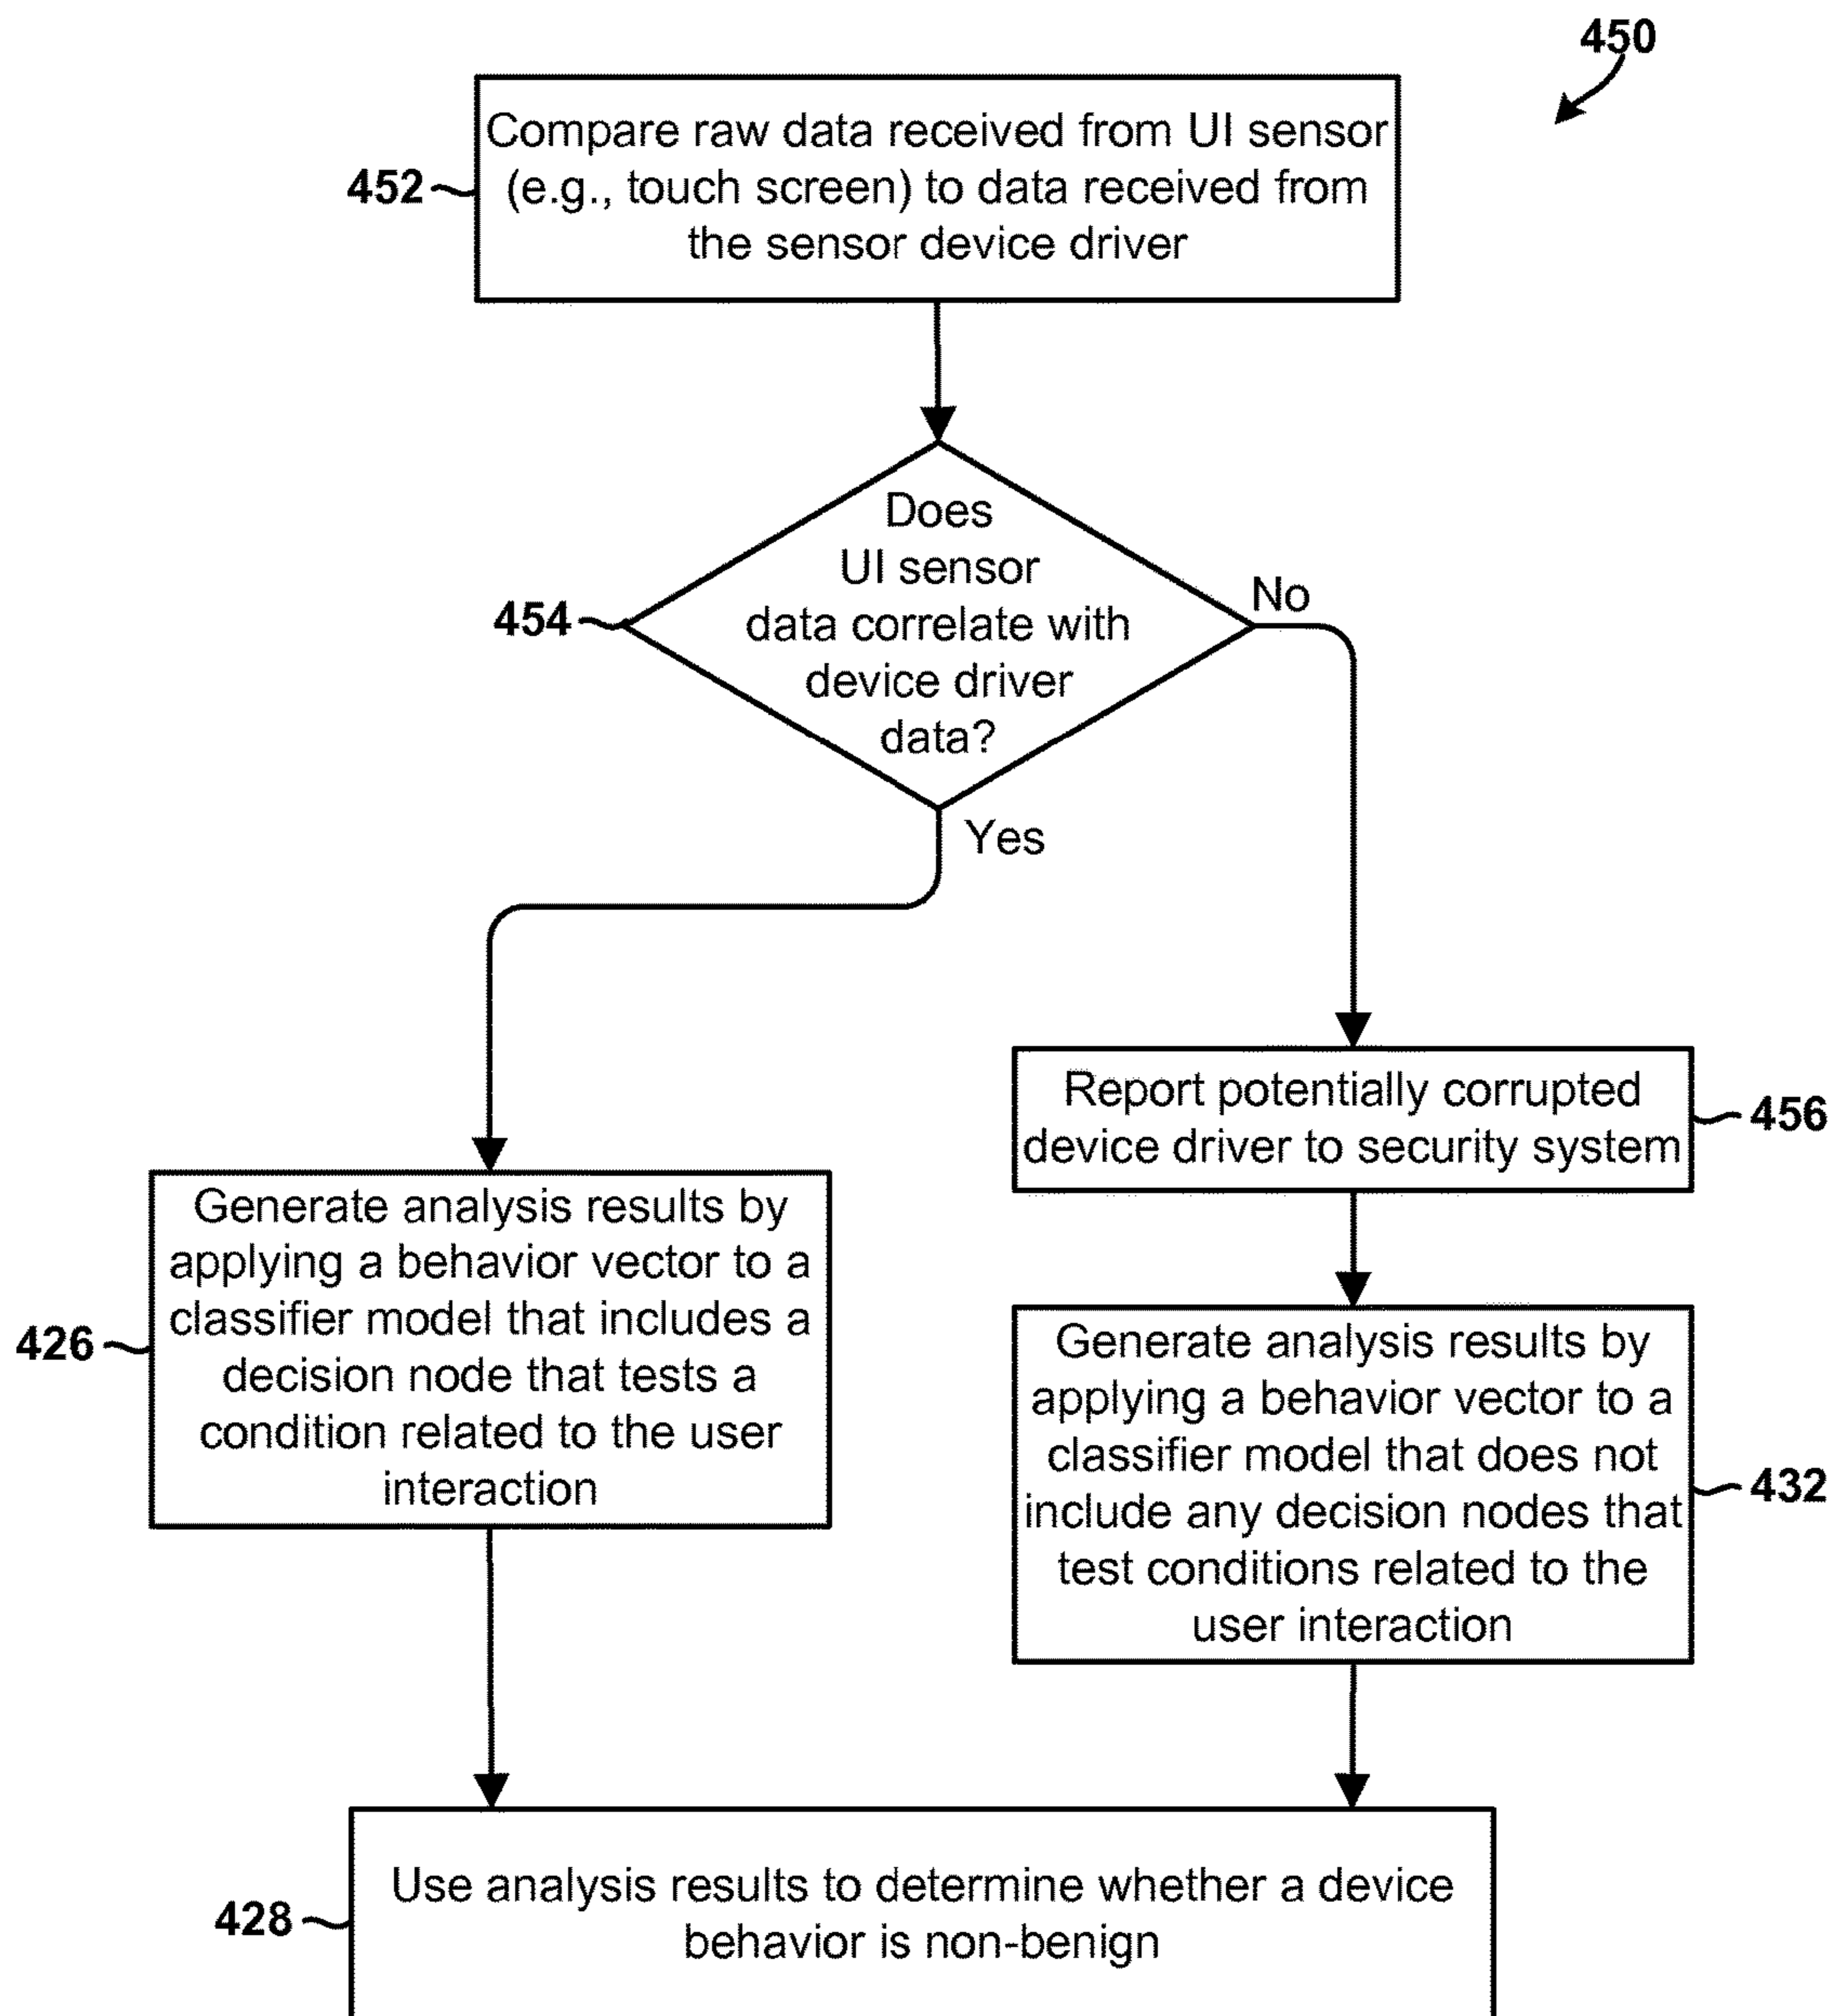 450
Compare raw data received from UI sensor
452
(e.g., touch screen) to data received from
the sensor device driver
Does
UI sensor
data correlate with
device driver
data?
454
No
Yes
Report potentially corrupted
device driver to security system
456
Generate analysis results by
applying a behavior vector to a
classifier model that includes a
decision node that tests a
condition related to the user
interaction
426
Generate analysis results by
applying a behavior vector to a
classifier model that does not
include any decision nodes that
test conditions related to the
user interaction
432
Use analysis results to determine whether a device
behavior is non-benign
428